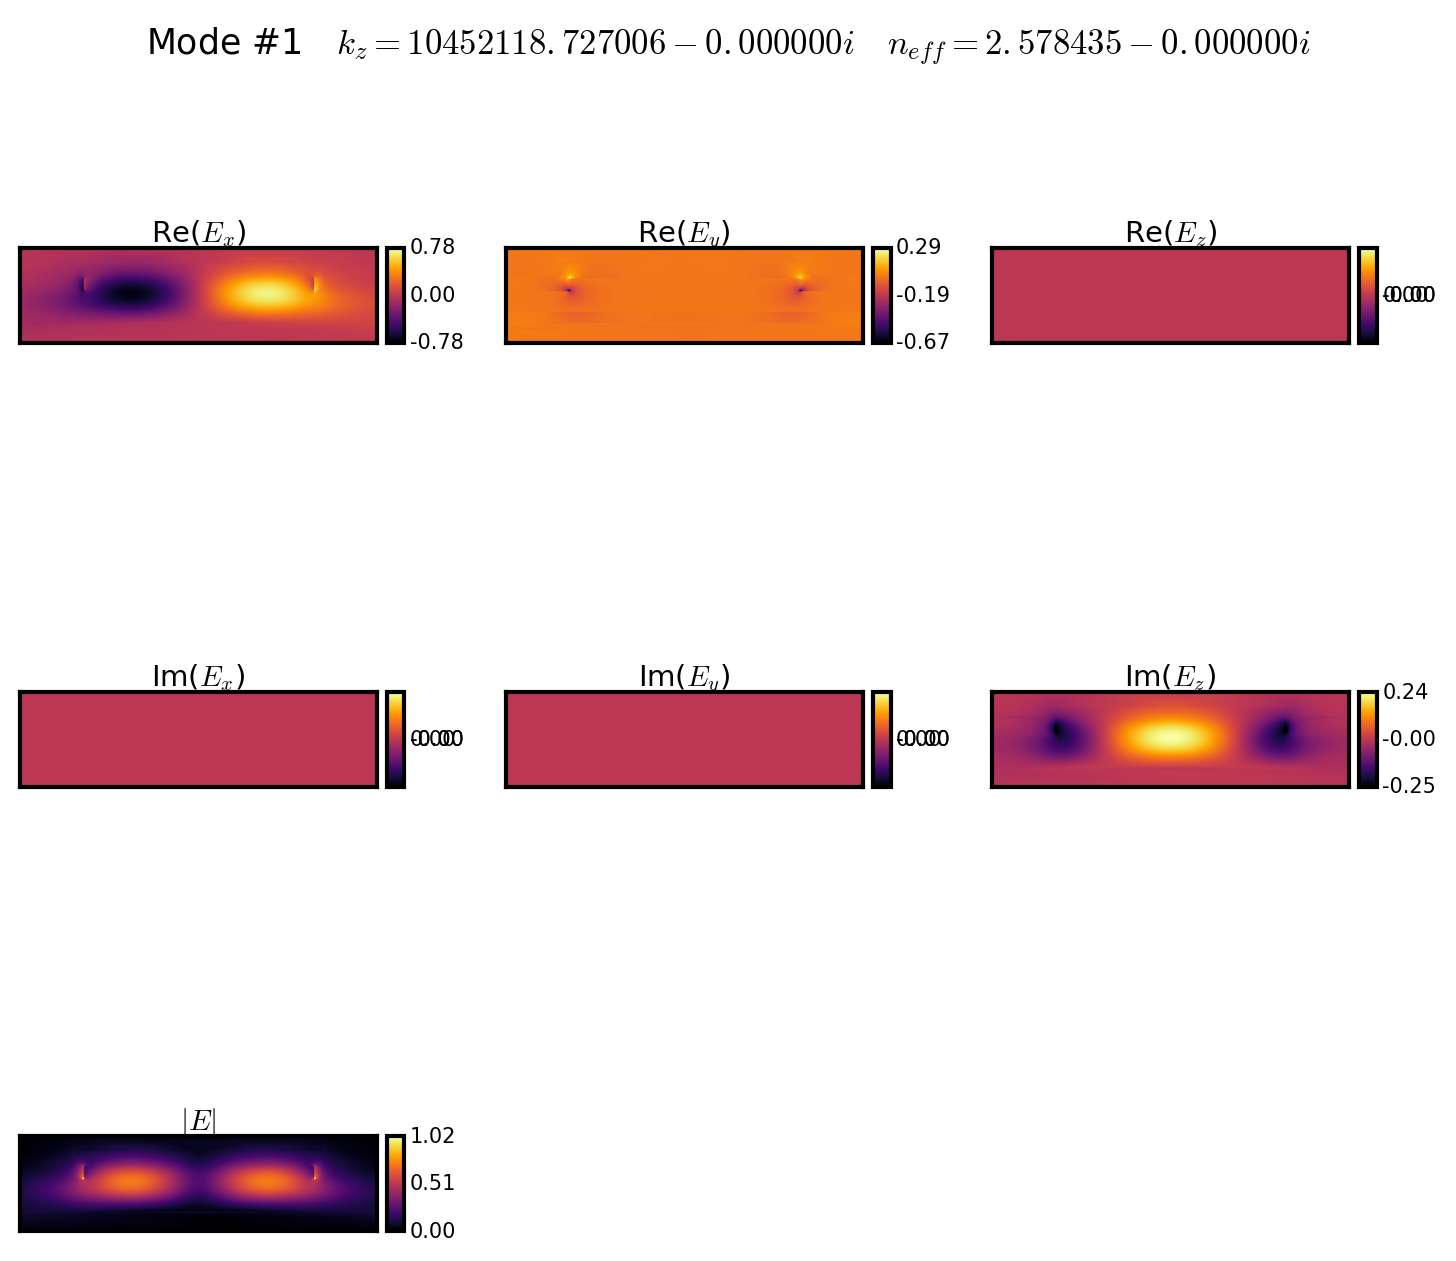 Mode #1 k_z = 10452118.727006 − 0.000000i n_eff = 2.578435 − 0.000000i
Re(E_x) Re(E_y) Re(E_z)
0.78 0.29
0.00 -0.19
-0.78 -0.67
Im(E_x) Im(E_y) Im(E_z)
0.24
-0.00
-0.25
|E|
1.02
0.51
0.00